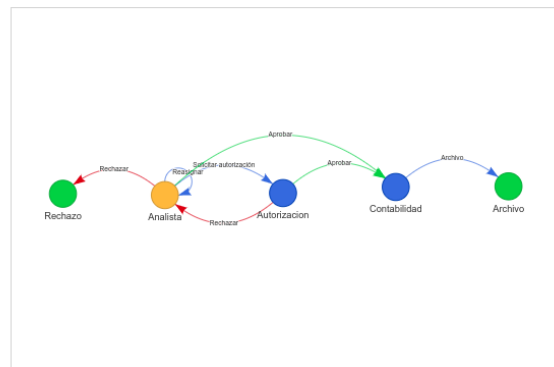 Aprobar
Solicitar-autorización
Reasignar
Rechazar
Aprobar
Archivo
Rechazo
Analista
Autorizacion
Contabilidad
Archivo
Rechazar